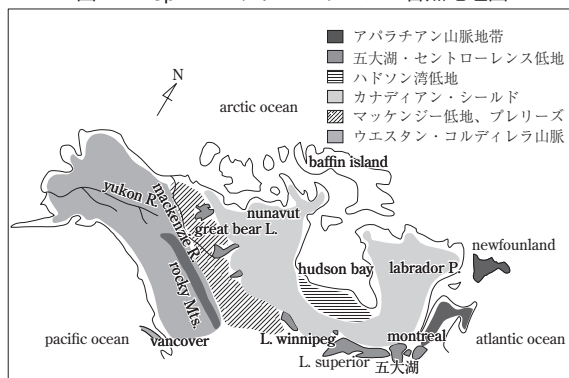 アパラチアン山脈地帯
五大湖・セントローレンス低地
ハドソン湾低地
カナディアン・シールド
マッケンジー低地、プレリーズ
ウエスタン・コルディレラ山脈
N
arctic ocean
baffin island
yukon R.
mackenzie R.
nunavut
great bear L.
newfounland
hudson bay
labrador P.
rocky Mts.
pacific ocean
vancover
L. winnipeg
montreal
atlantic ocean
L. superior
五大湖